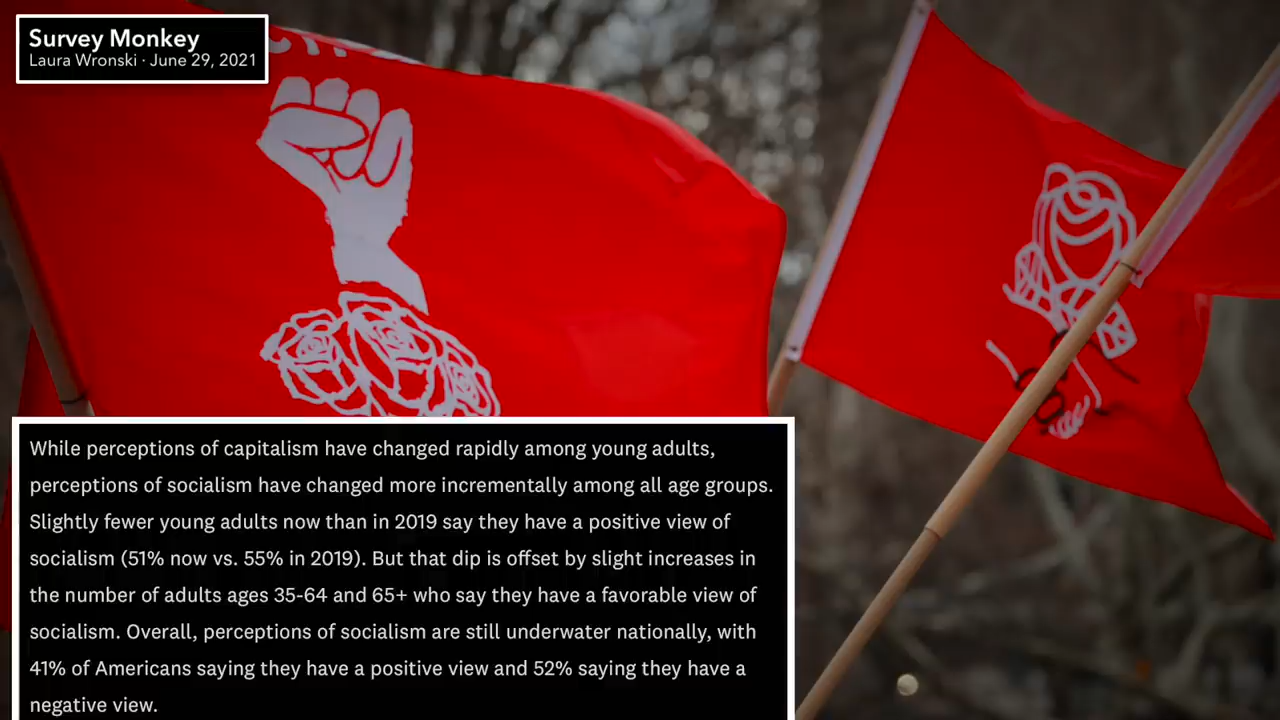 Survey Monkey
Laura Wronski · June 29, 2021
While perceptions of capitalism have changed rapidly among young adults,
perceptions of socialism have changed more incrementally among all age groups.
Slightly fewer young adults now than in 2019 say they have a positive view of
socialism (51% now vs. 55% in 2019). But that dip is offset by slight increases in
the number of adults ages 35-64 and 65+ who say they have a favorable view of
socialism. Overall, perceptions of socialism are still underwater nationally, with
41% of Americans saying they have a positive view and 52% saying they have a
negative view.